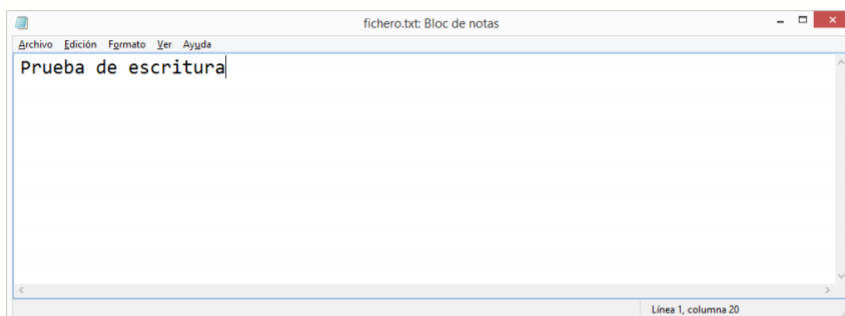 fichero.txt: Bloc de notas
Archivo Edición Formato Ver Ayuda
Prueba de escritura
Línea 1, columna 20